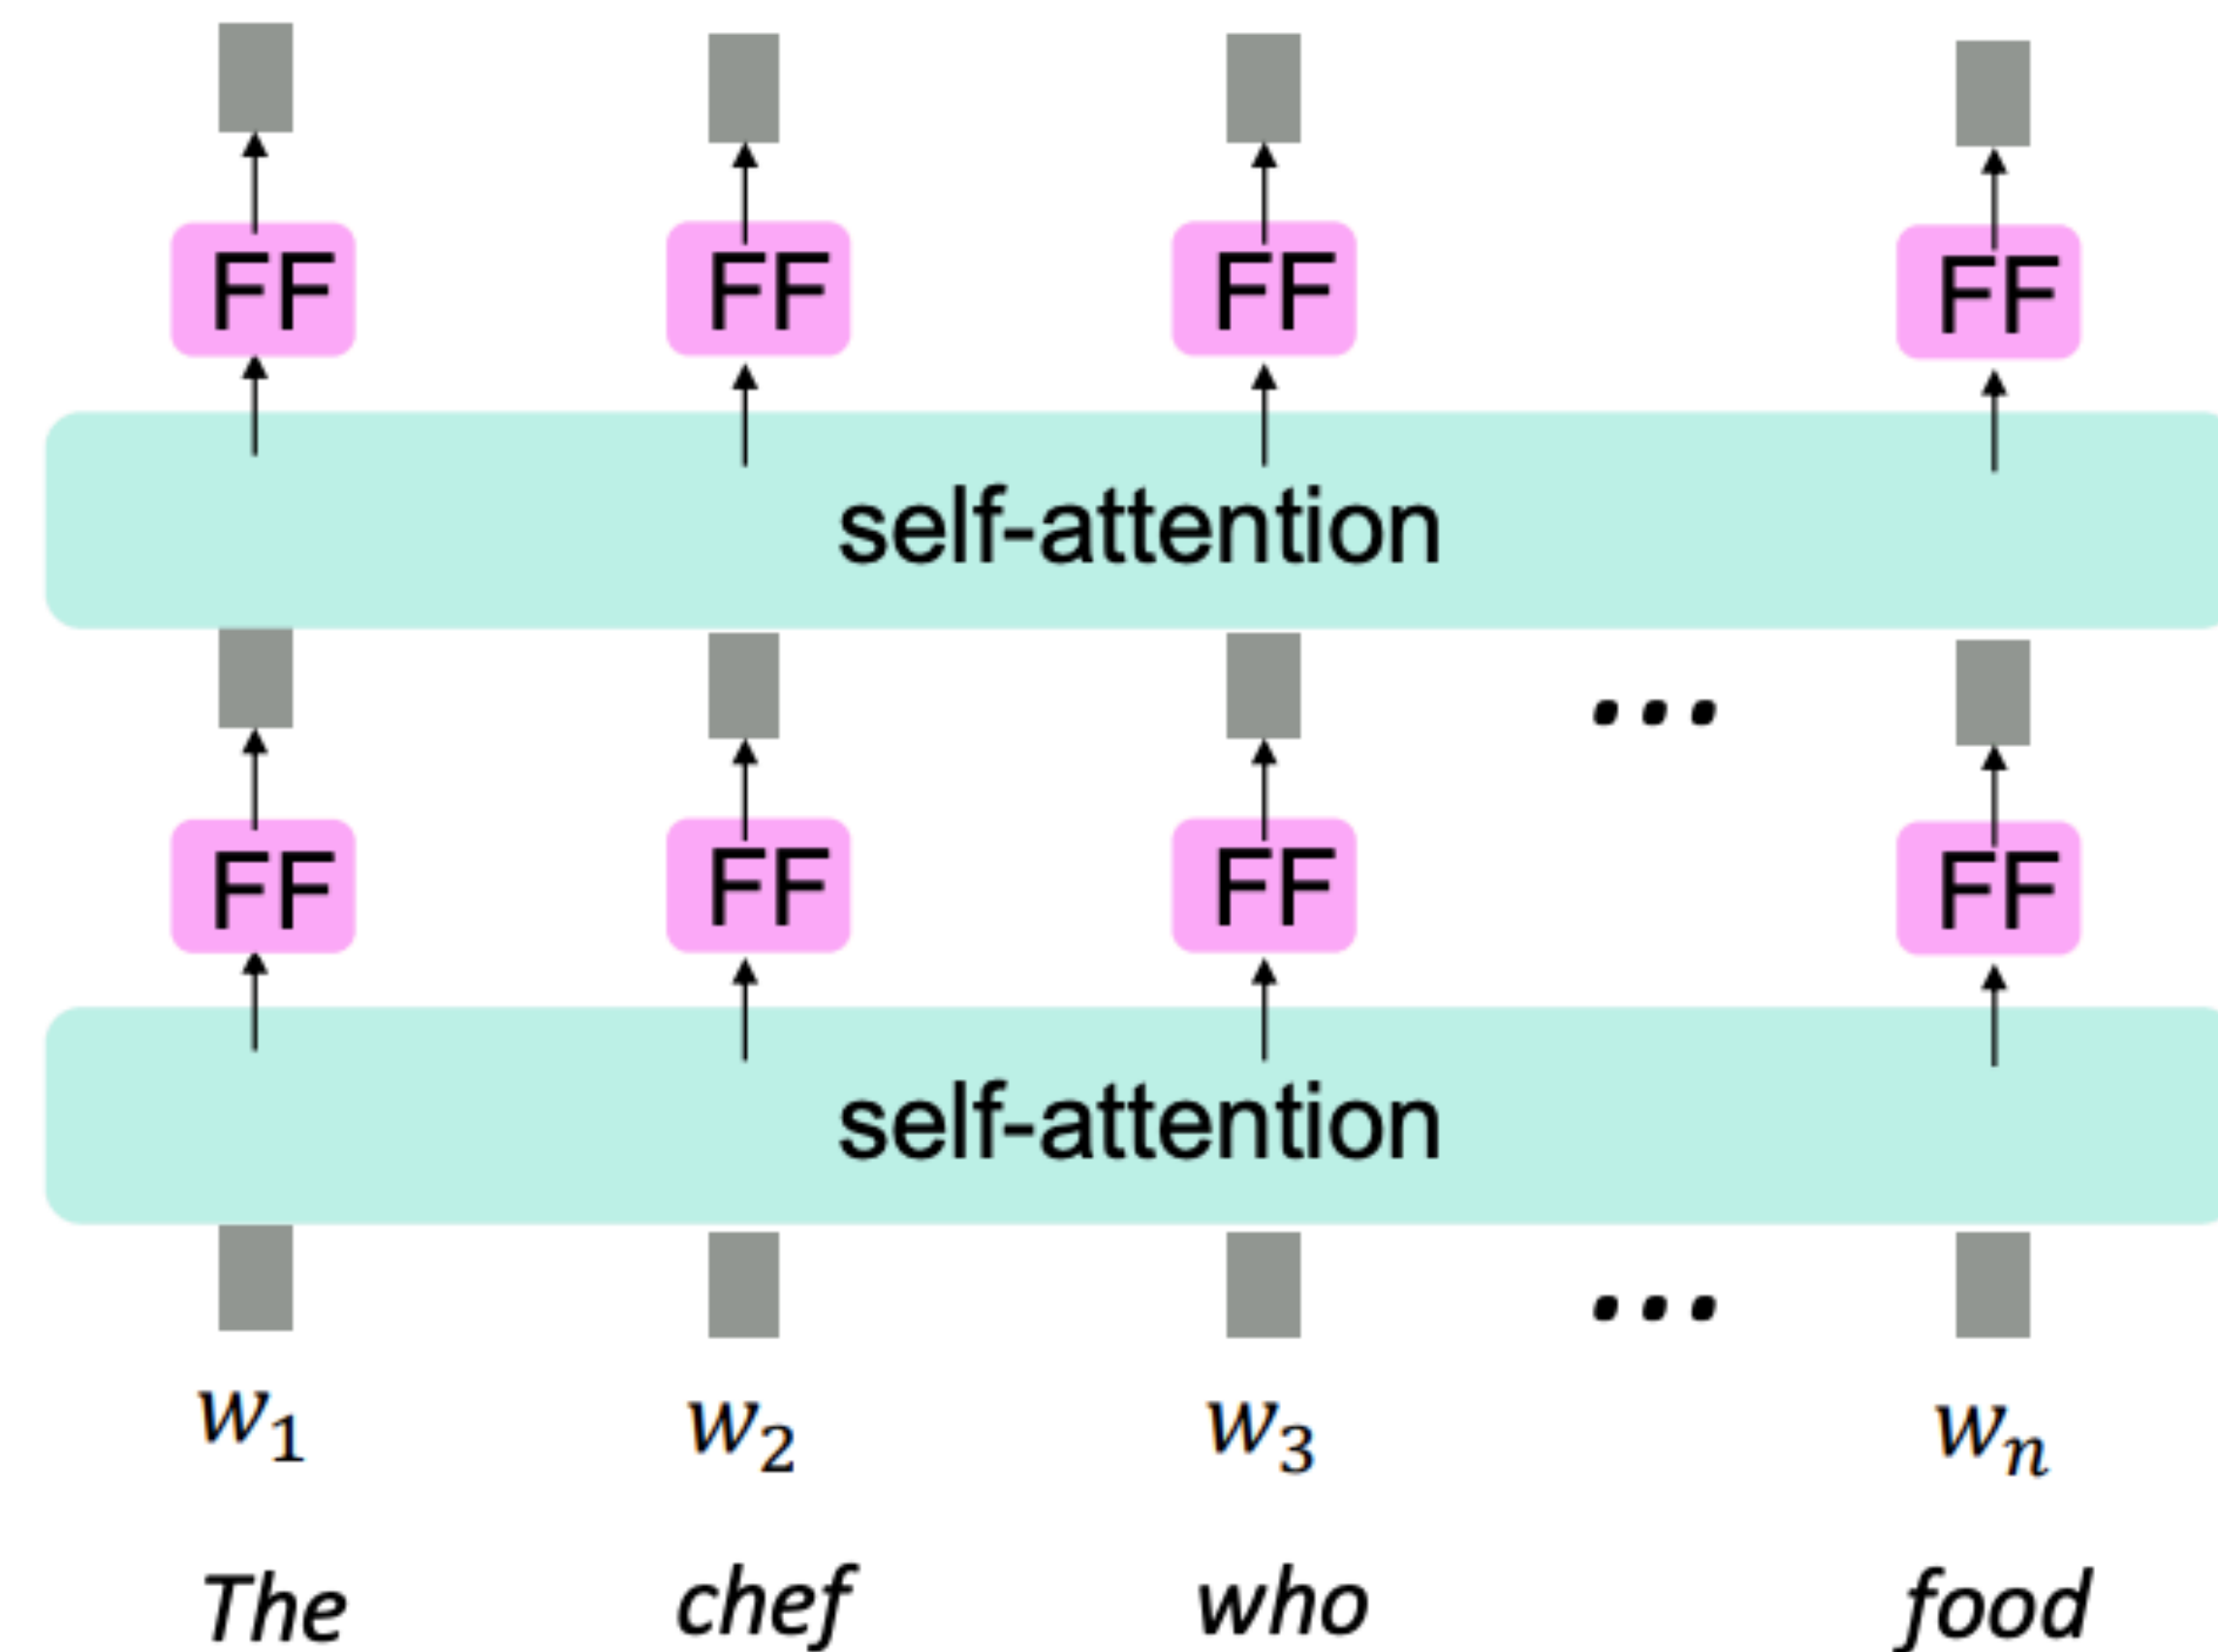 FF FF FF FF
self-attention
...
FF FF FF FF
self-attention
...
w₁ w₂ w₃ wₙ
The chef who food